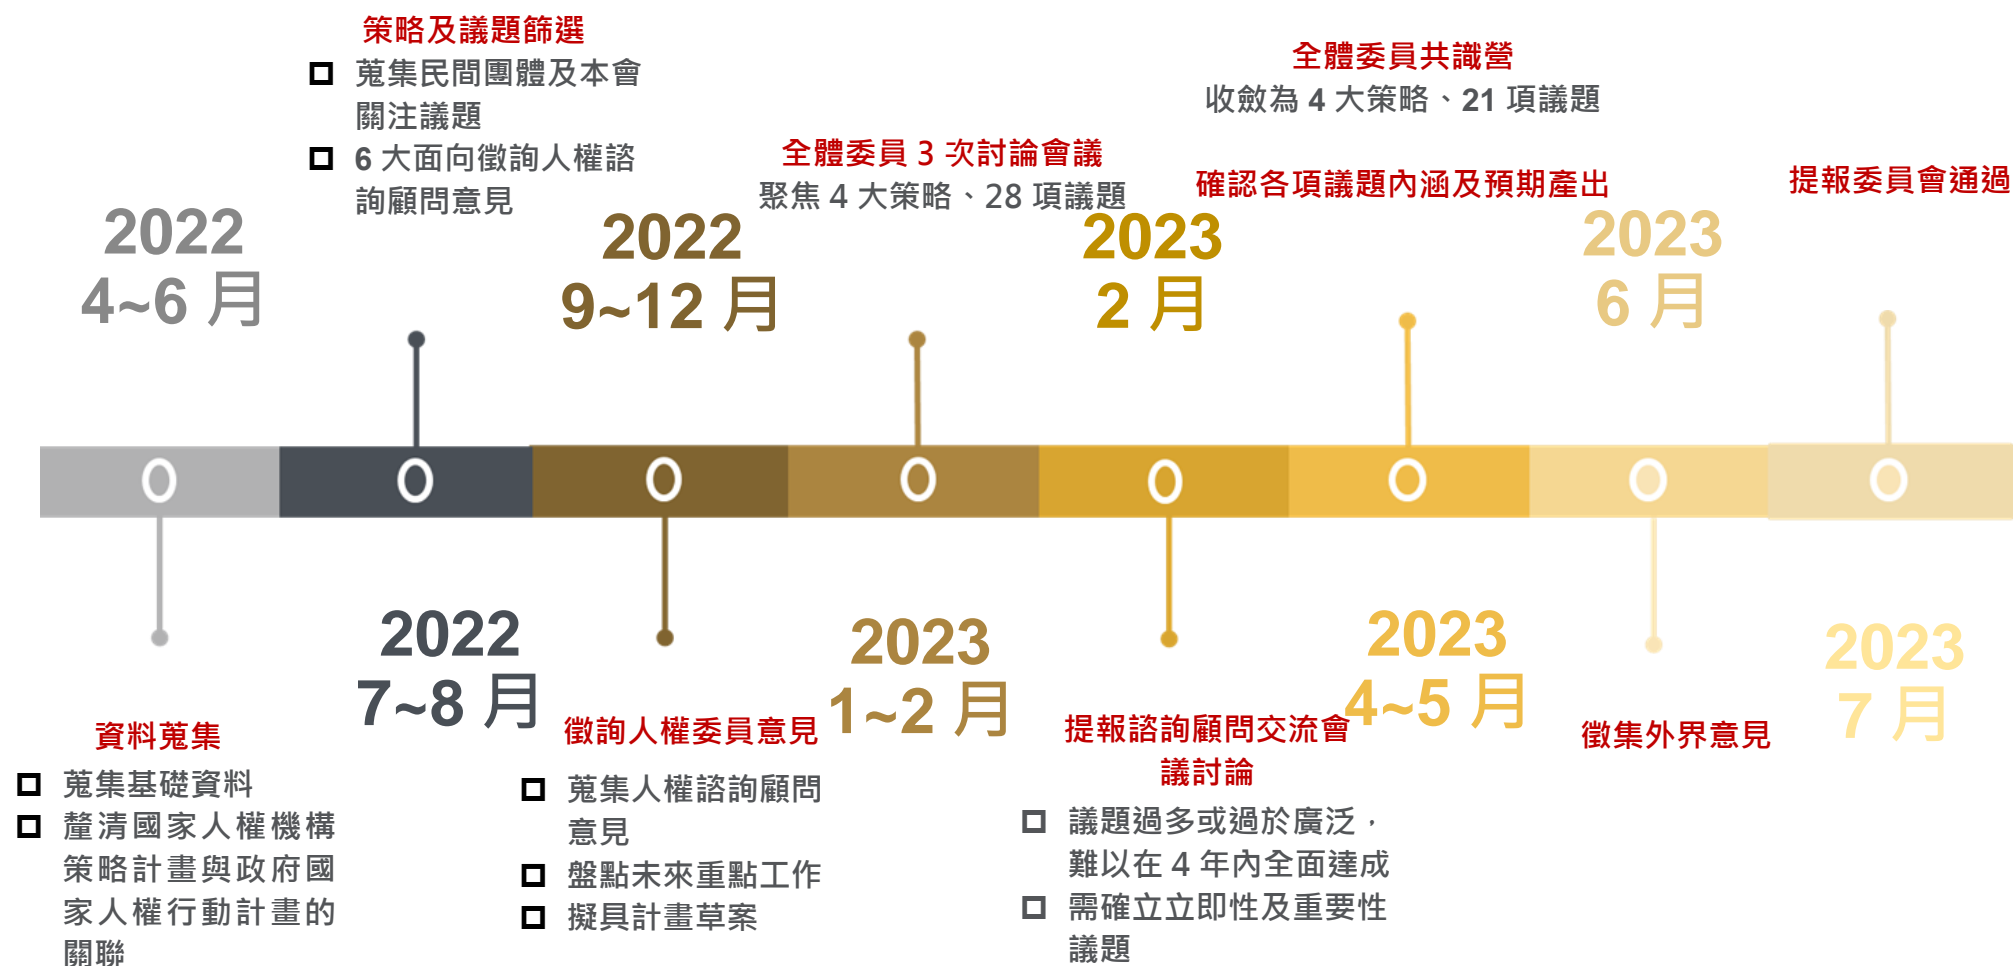 策略及議題篩選
蒐集民間團體及本會
關注議題
6 大面向徵詢人權諮
詢顧問意見
全體委員共識營
收斂為 4 大策略、21 項議題
全體委員 3 次討論會議
聚焦 4 大策略、28 項議題
確認各項議題內涵及預期產出
提報委員會通過
2022
4~6 月
2022
9~12 月
2023
2 月
2023
6 月
2022
7~8 月
2023
1~2 月
2023
4~5 月
2023
7 月
資料蒐集
蒐集基礎資料
釐清國家人權機構
策略計畫與政府國
家人權行動計畫的
關聯
徵詢人權委員意見
蒐集人權諮詢顧問
意見
盤點未來重點工作
擬具計畫草案
提報諮詢顧問交流會
議討論
議題過多或過於廣泛，
難以在 4 年內全面達成
需確立立即性及重要性
議題
徵集外界意見